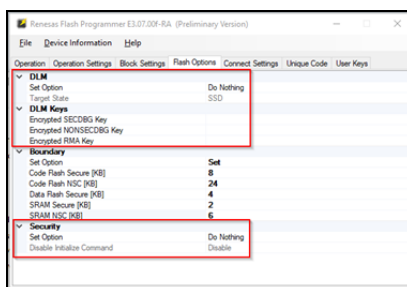 Renesas Flash Programmer E3.07.00f-RA (Preliminary Version)
File Device Information Help
Operation Operation Settings Block Settings Flash Options Connect Settings Unique Code User Keys
DLM
Set Option Do Nothing
Target State SSD
DLM Keys
Encrypted SECDBG Key
Encrypted NONSECDBG Key
Encrypted RMA Key
Boundary
Set Option Set
Code Flash Secure [KB] 8
Code Flash NSC [KB] 24
Data Flash Secure [KB] 4
SRAM Secure [KB] 2
SRAM NSC [KB] 6
Security
Set Option Do Nothing
Disable Initialize Command Disable